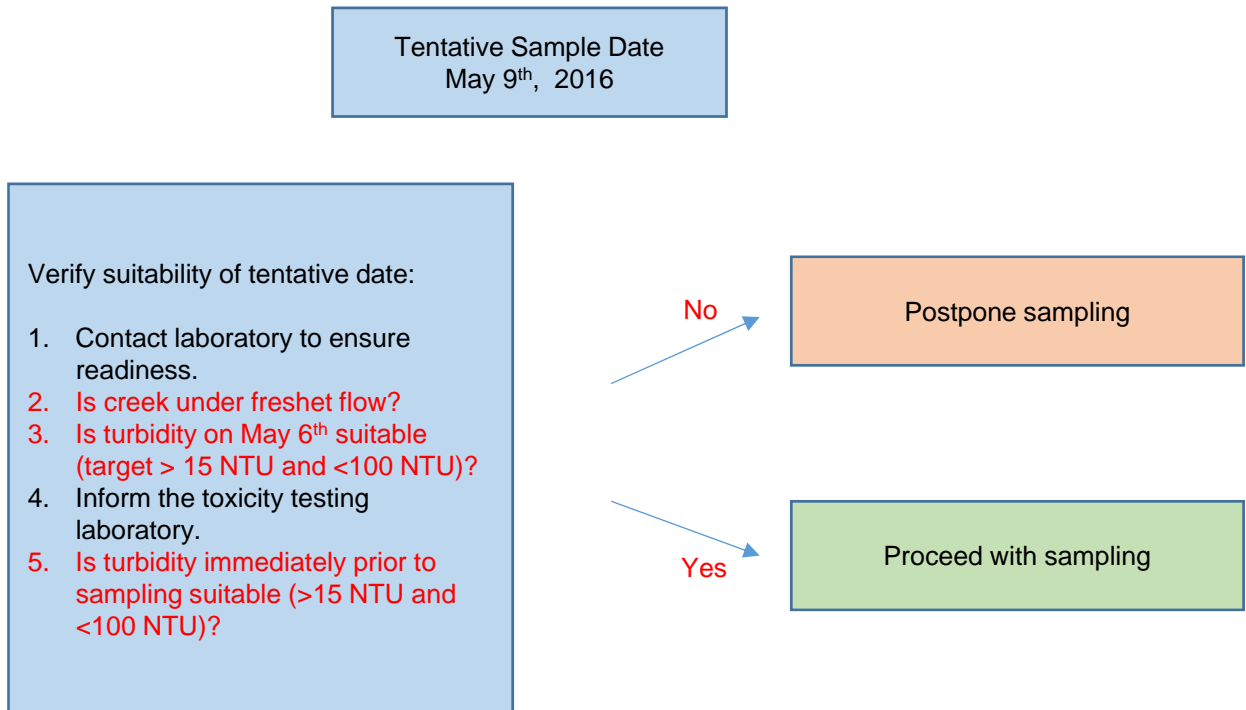 Tentative Sample Date
May 9th,  2016
Verify suitability of tentative date:
1. Contact laboratory to ensure
readiness.
2. Is creek under freshet flow?
3. Is turbidity on May 6th suitable
(target > 15 NTU and <100 NTU)?
4. Inform the toxicity testing
laboratory.
5. Is turbidity immediately prior to
sampling suitable (>15 NTU and
<100 NTU)?
No
Postpone sampling
Yes
Proceed with sampling